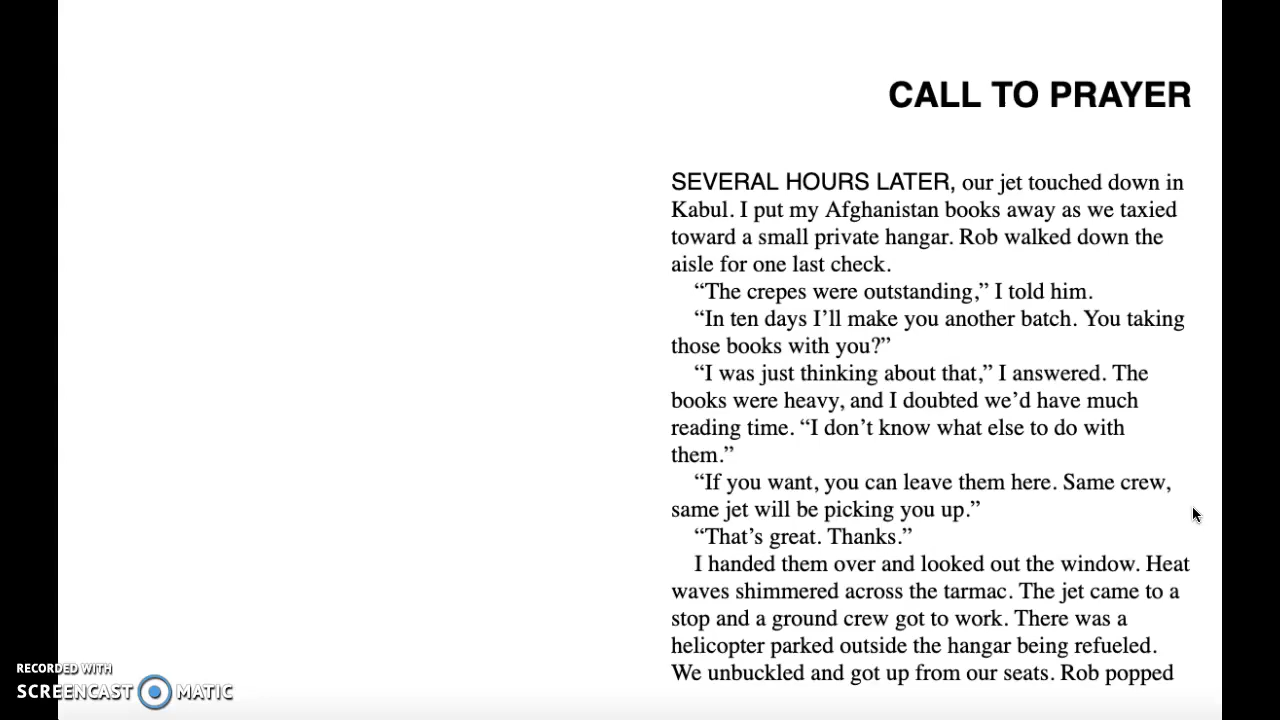 CALL TO PRAYER
SEVERAL HOURS LATER, our jet touched down in
Kabul. I put my Afghanistan books away as we taxied
toward a small private hangar. Rob walked down the
aisle for one last check.
“The crepes were outstanding,” I told him.
“In ten days I’ll make you another batch. You taking
those books with you?”
“I was just thinking about that,” I answered. The
books were heavy, and I doubted we’d have much
reading time. “I don’t know what else to do with
them.”
“If you want, you can leave them here. Same crew,
same jet will be picking you up.”
“That’s great. Thanks.”
I handed them over and looked out the window. Heat
waves shimmered across the tarmac. The jet came to a
stop and a ground crew got to work. There was a
helicopter parked outside the hangar being refueled.
We unbuckled and got up from our seats. Rob popped
RECORDED WITH
SCREENCAST MATIC